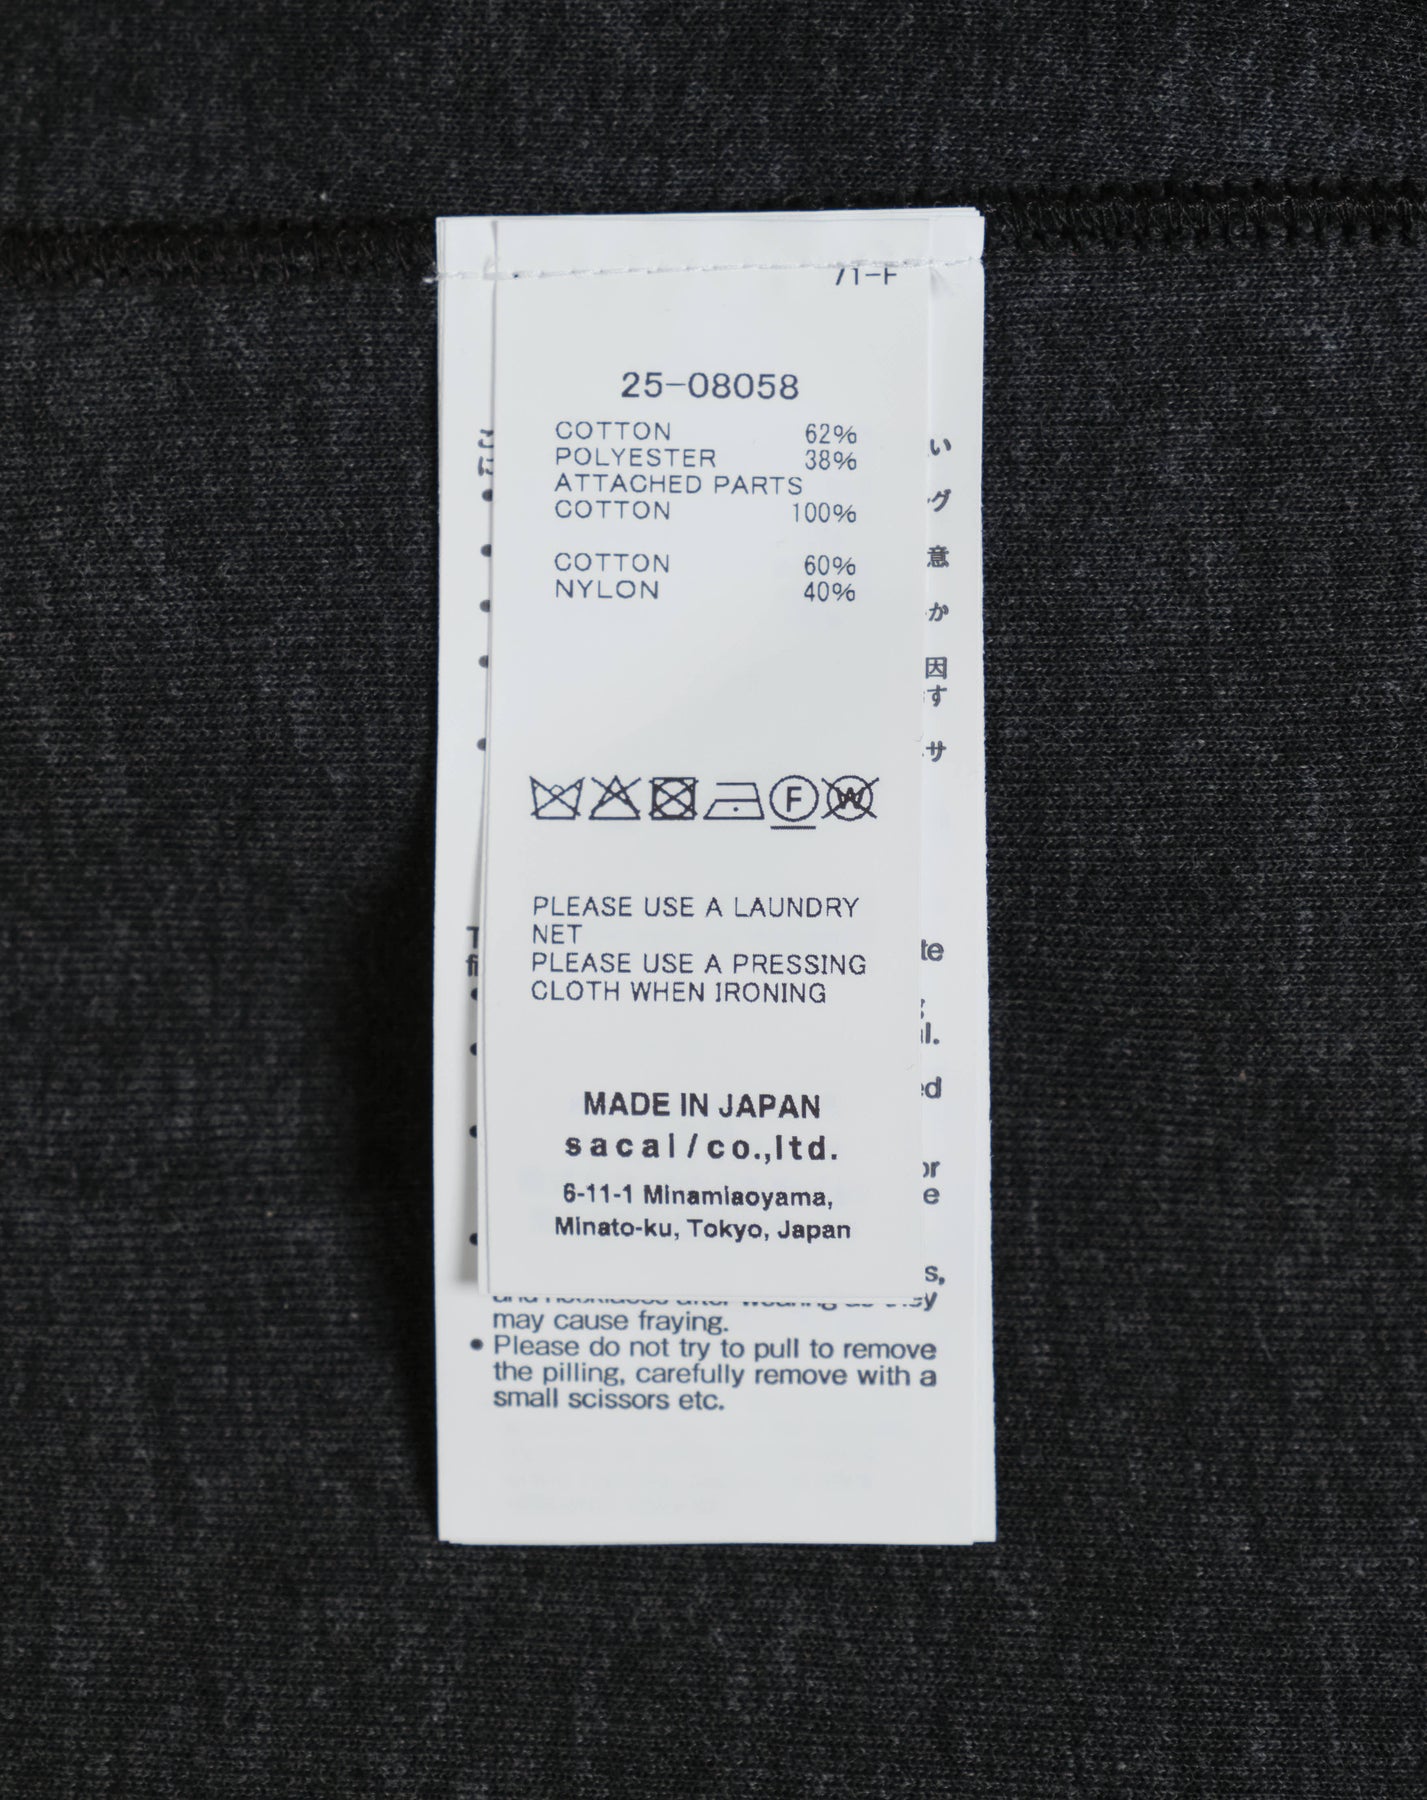 25-08058
COTTON 62%
POLYESTER 38%
ATTACHED PARTS
COTTON 100%
COTTON 60%
NYLON 40%
F W
PLEASE USE A LAUNDRY
NET
PLEASE USE A PRESSING
CLOTH WHEN IRONING
MADE IN JAPAN
sacai/co.,ltd.
6-11-1 Minamiaoyama,
Minato-ku, Tokyo, Japan
may cause fraying.
• Please do not try to pull to remove
the pilling, carefully remove with a
small scissors etc.